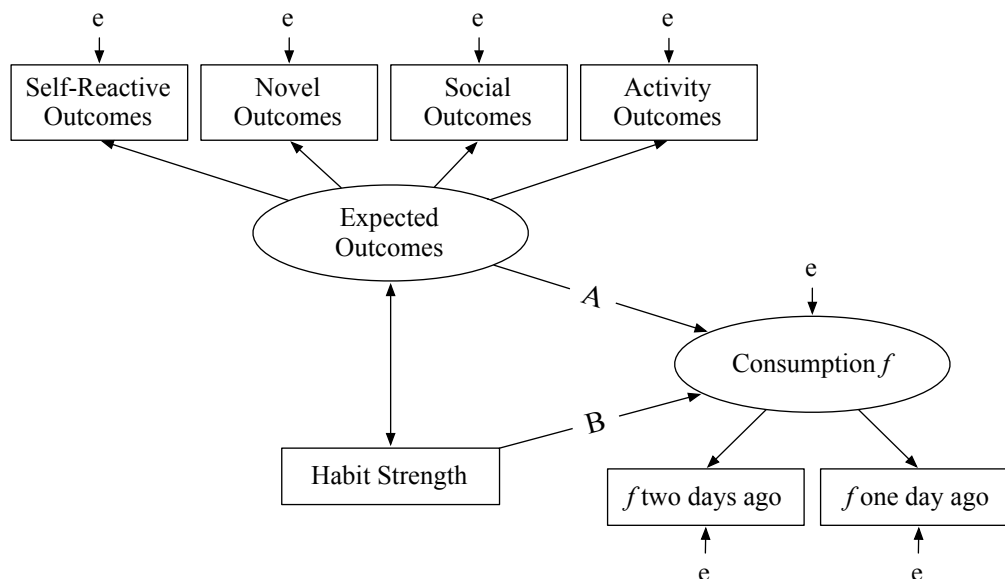 e
e
e
e
Self-Reactive
Outcomes
Novel
Outcomes
Social
Outcomes
Activity
Outcomes
Expected
Outcomes
e
A
Consumption f
B
Habit Strength
f two days ago
f one day ago
e
e